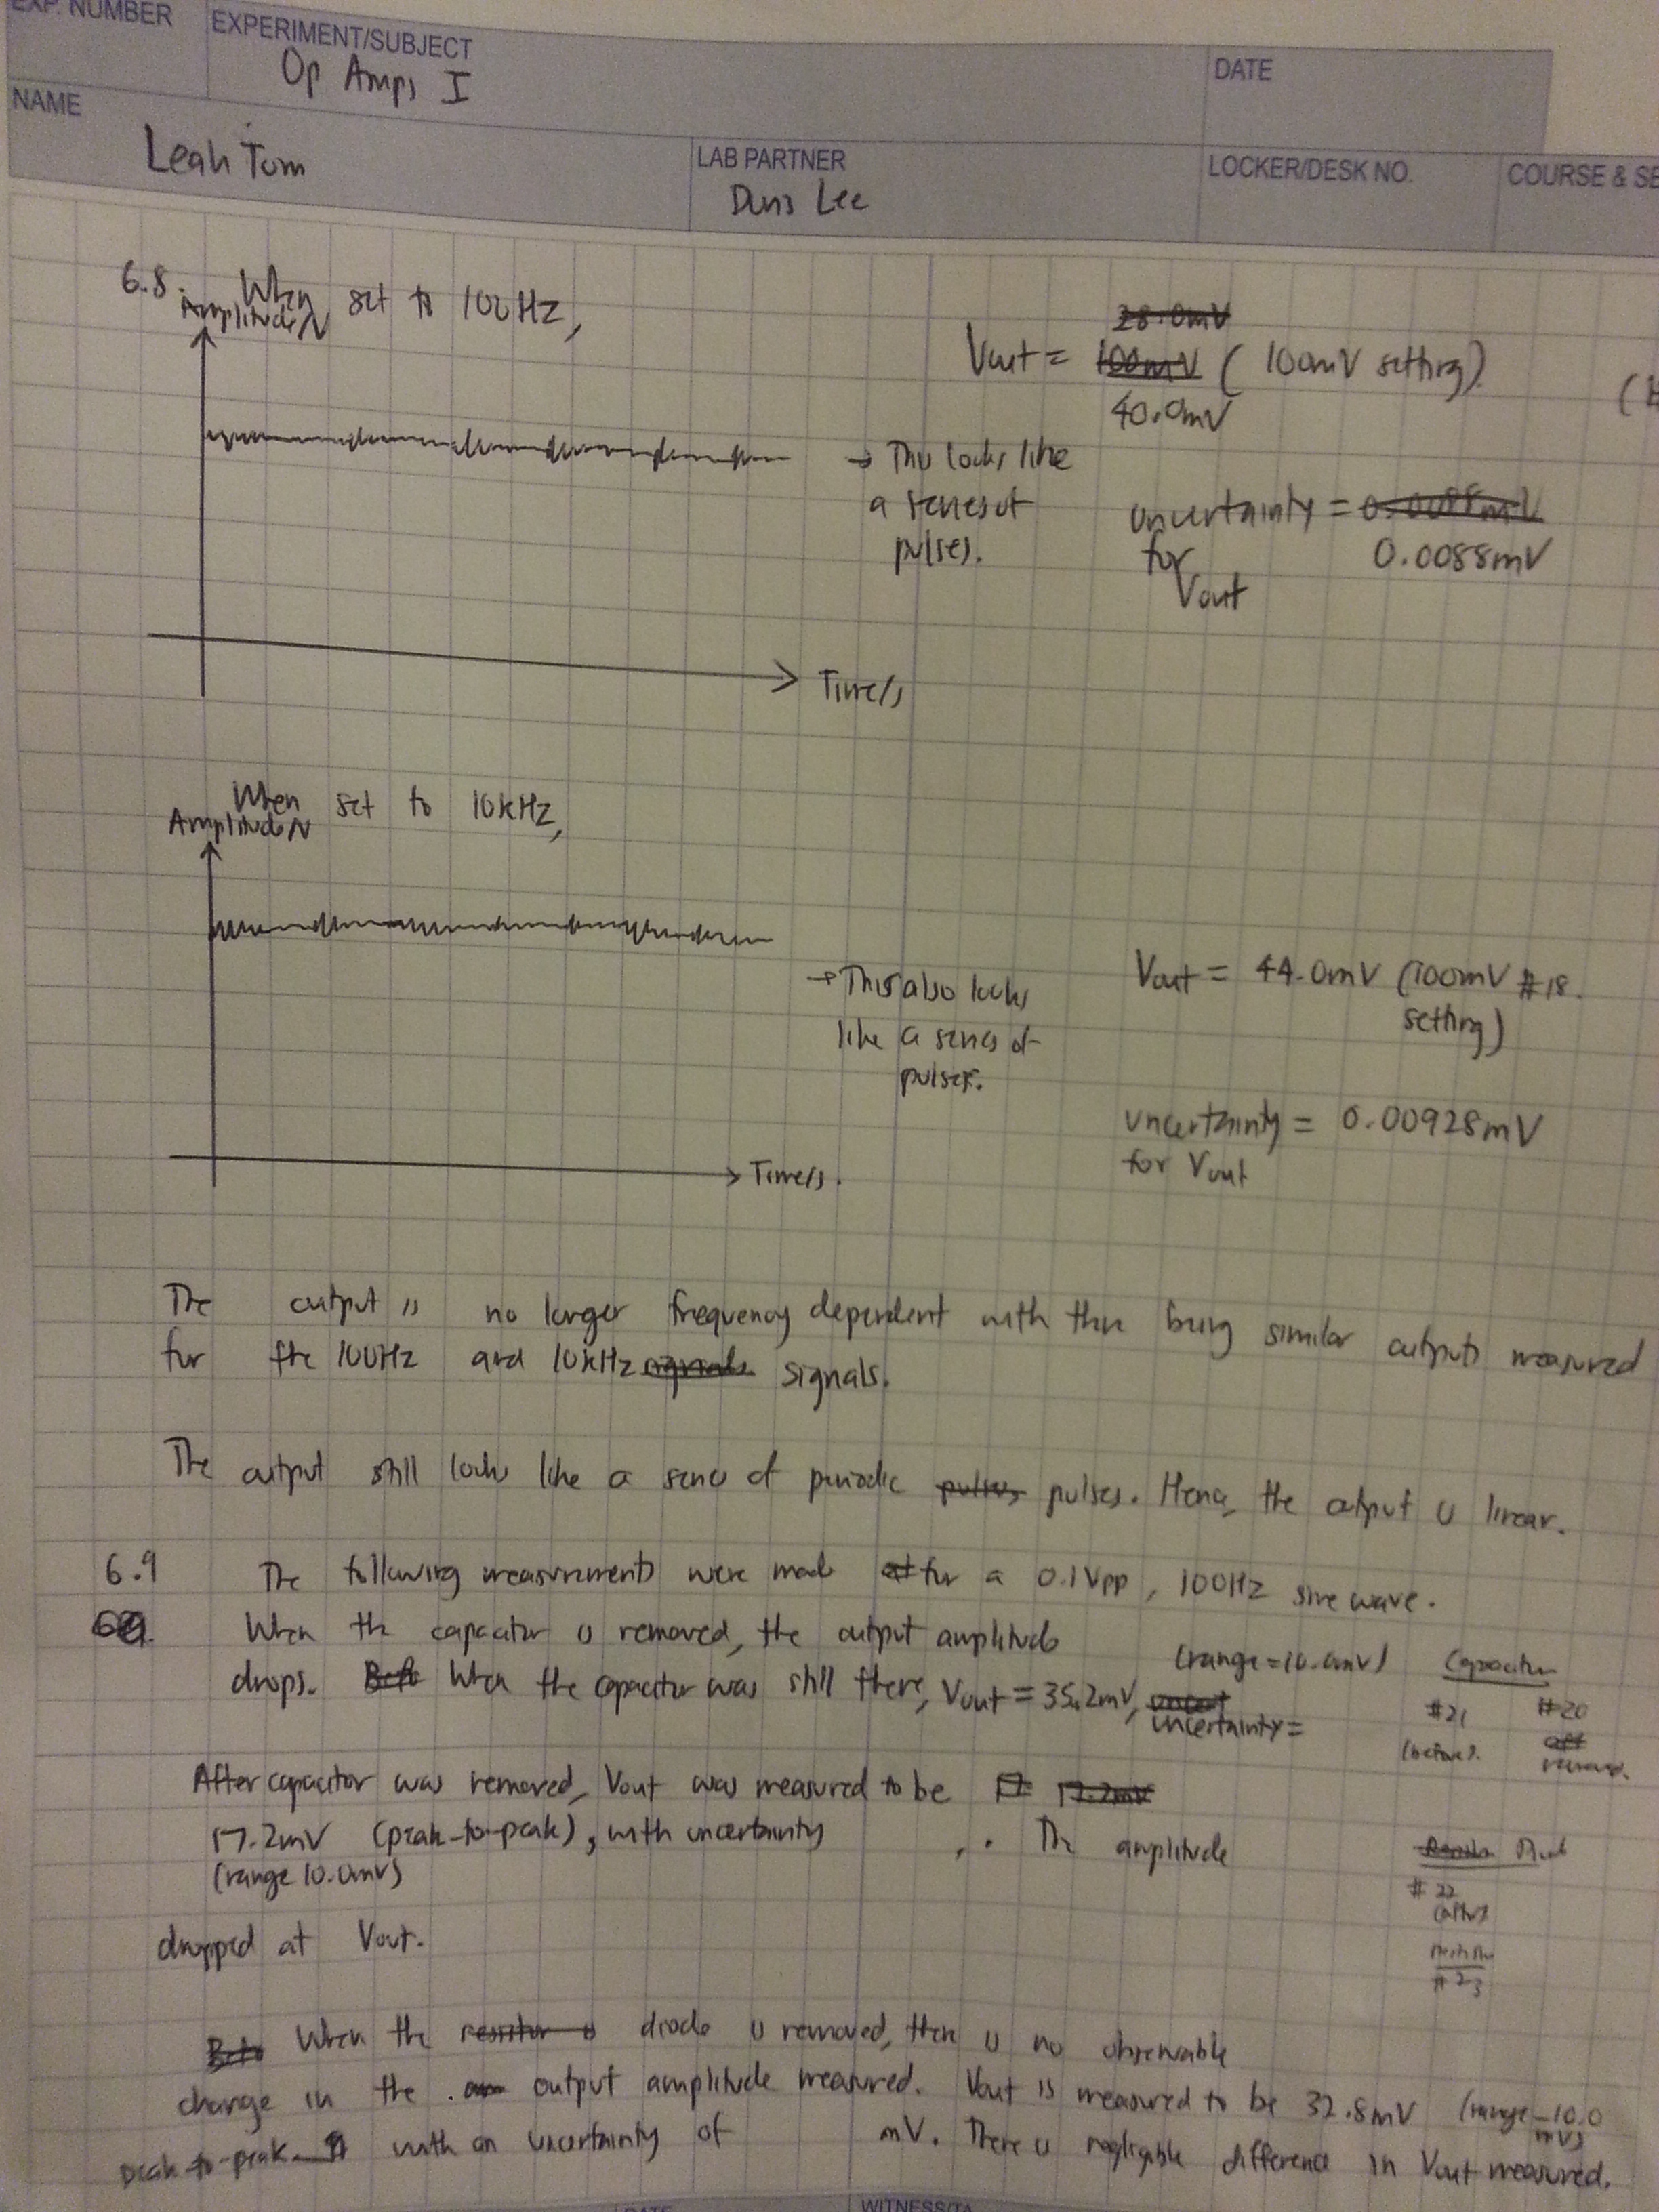 EXP. NUMBER
EXPERIMENT/SUBJECT
Op Amps I
DATE
NAME
Leah Tom
LAB PARTNER
Lee
LOCKER/DESK NO.
COURSE & SE
6.8. When set to 100Hz,
Amplitude/V
28.0mV
Vout = 100mV (100mV setting)
40.0mV
→ This looks like
a series of
pulses.
uncertainty = 0.0088mV
for 0.0088mV
Vout
Time/s
When set to 10kHz,
Amplitude/V
→ This also looks
like a series of
pulses.
Vout = 44.0mV (100mV #18.
setting)
uncertainty = 0.00928mV
for Vout
Time/s.
The output is no longer frequency dependent with there being similar outputs measured
for the 100Hz and 10kHz signals signals.
The output still looks like a series of periodic pulses, pulses. Hence, the output is linear.
6.9 The following measurements were made at for a 0.1Vpp, 100Hz sine wave.
When the capacitor is removed, the output amplitude
drops. Befo When the capacitor was still there, Vout = 35.2mV, uncert
(range = 10.0mV)
uncertainty =
Capacitor
#21 #20
(before). aft
After capacitor was removed, Vout was measured to be 17 17.2mV
17.2mV (peak-to-peak), with uncertainty , . The amplitude
(range 10.0mV)
dropped at Vout.
#22
#23
Befo When the resistor is diode is removed, there is no observable
change in the output amplitude measured. Vout is measured to be 32.8mV (range = 10.0
mV)
peak-to-peak. with an uncertainty of mV. There is negligible difference in Vout measured.
DATE
WITNESS/TA